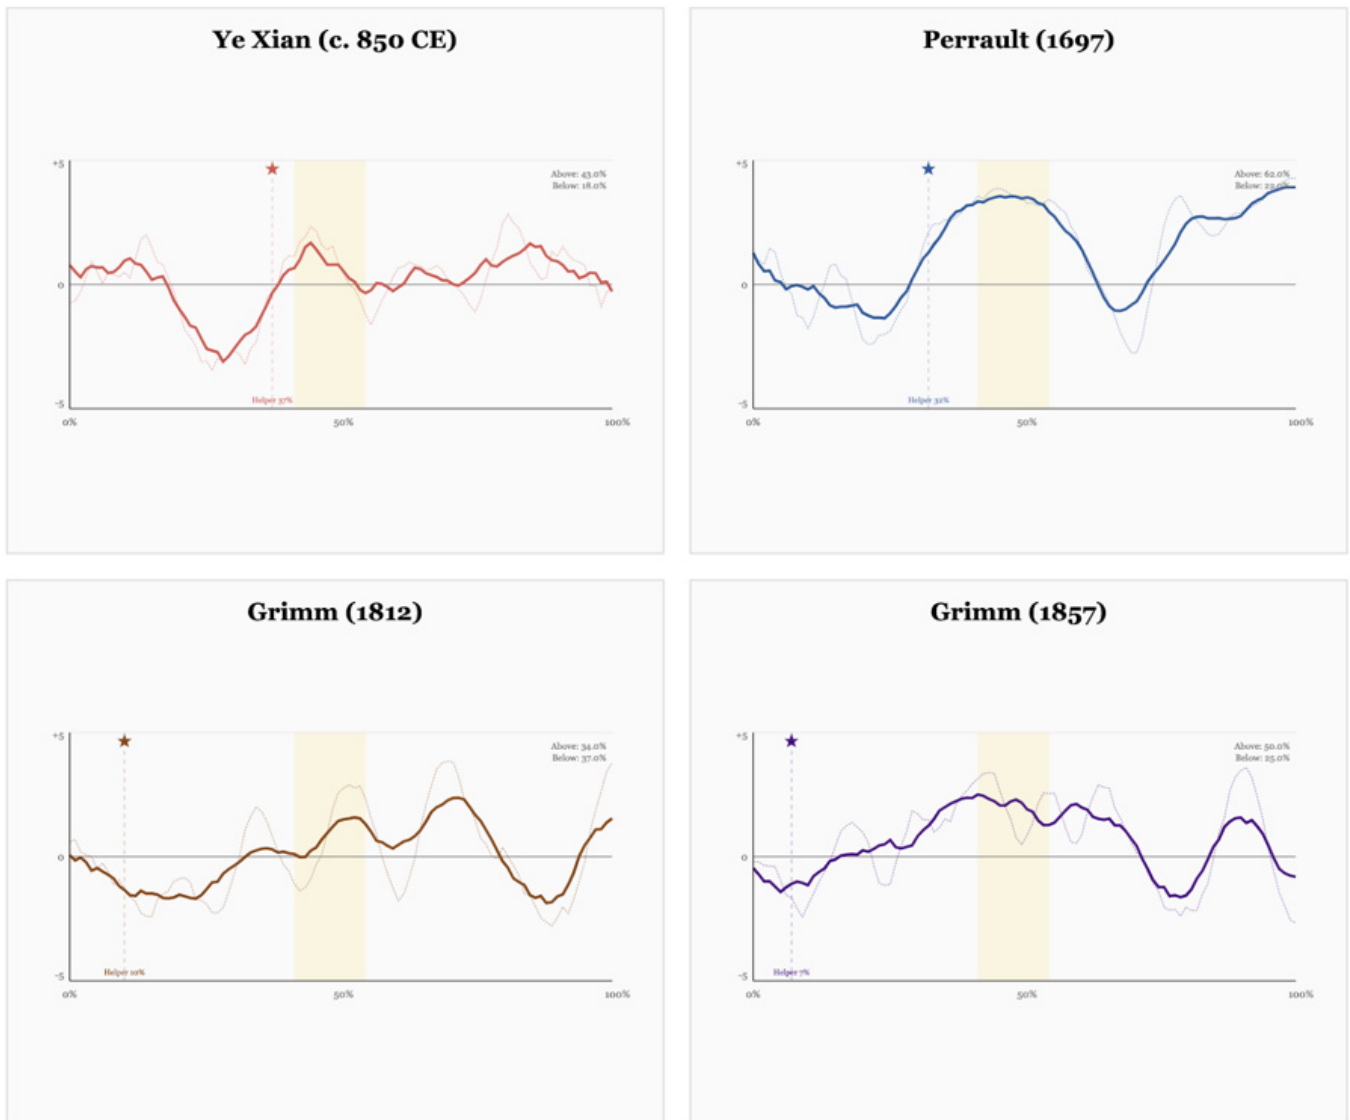 Ye Xian (c. 850 CE)
+5
Above: 43.0%
Below: 18.0%
0
-5
Helper 37%
0%
50%
100%
Perrault (1697)
+5
Above: 62.0%
Below: 22.0%
0
-5
Helper 32%
0%
50%
100%
Grimm (1812)
+5
Above: 34.0%
Below: 37.0%
0
-5
Helper 10%
0%
50%
100%
Grimm (1857)
+5
Above: 50.0%
Below: 25.0%
0
-5
Helper 7%
0%
50%
100%